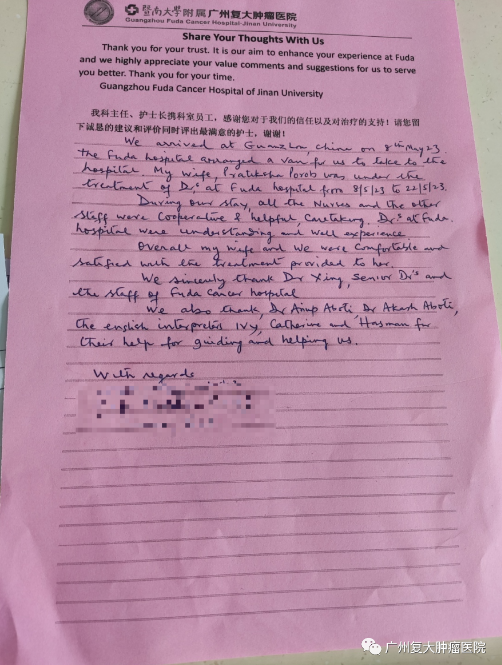 暨南大學附属广州复大肿瘤医院
Guangzhou Fuda Cancer Hospital·Jinan University
Share Your Thoughts With Us
Thank you for your trust. It is our aim to enhance your experience at Fuda
and we highly appreciate your value comments and suggestions for us to serve
you better. Thank you for your time.
Guangzhou Fuda Cancer Hospital of Jinan University
我科主任、护士长携科室员工，感谢您对于我们的信任以及对治疗的支持！请您留
下诚恳的建议和评价同时评出最满意的护士，谢谢！
We arrived at China on 8th May 23.
the Fuda hospital arranged a van for us to take to the
hospital. My wife, Pratiksha Porob was under the
treatment of Dr,s at Fuda hospital from 8/5/23 to 22/5/23.
During our stay, all the Nurses and the other
staff were cooperative & helpful, caretaking. Dr,s at Fuda.
hospital were understanding and well experience.
Overall my wife and we were comfortable and
satisfied with the treatment provided to her.
We sincerely thank Dr Xing, Senior Dr's and
the staff of Fuda Cancer hospital
We also thank, Dr Anup Aboti, Dr Akash Aboti,
the english interpreters Ivy, Catherine and Hasman for
their help for guiding and helping us.
With regards
广州复大肿瘤医院